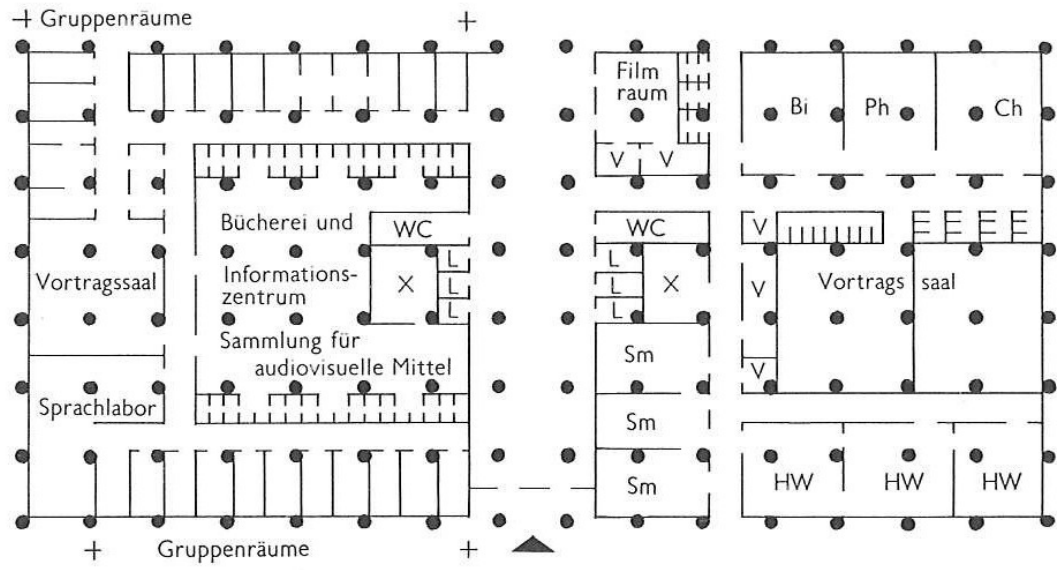 Gruppenräume
Film
raum
Bi
Ph
Ch
V
V
Bücherei und
WC
WC
V
Vortragssaal
Informations-
zentrum
X
L
L
L
L
L
L
X
V
Vortrags
saal
Sammlung für
audiovisuelle Mittel
Sm
V
Sprachlabor
Sm
Sm
HW
HW
HW
Gruppenräume